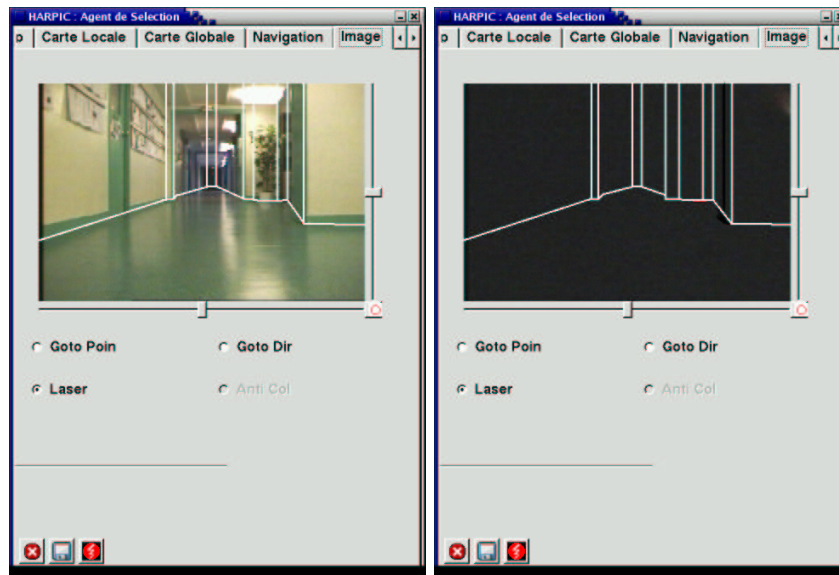 HARPIC : Agent de Selection
p Carte Locale Carte Globale Navigation Image
Goto Poin Goto Dir
Laser Anti Col
HARPIC : Agent de Selection
p Carte Locale Carte Globale Navigation Image
Goto Poin Goto Dir
Laser Anti Col